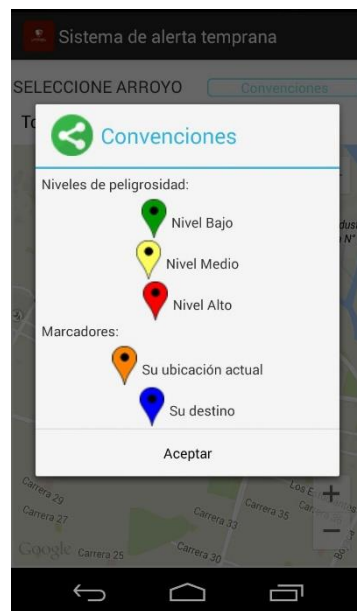 Sistema de alerta temprana
SELECCIONE ARROYO
Convenciones
Convenciones
Niveles de peligrosidad:
Nivel Bajo
Nivel Medio
Nivel Alto
Marcadores:
Su ubicación actual
Su destino
Aceptar
Carrera 29
Carrera 27
Carrera 33
Carrera 35
Los
Google
Carrera 25
Carrera 30
+
−